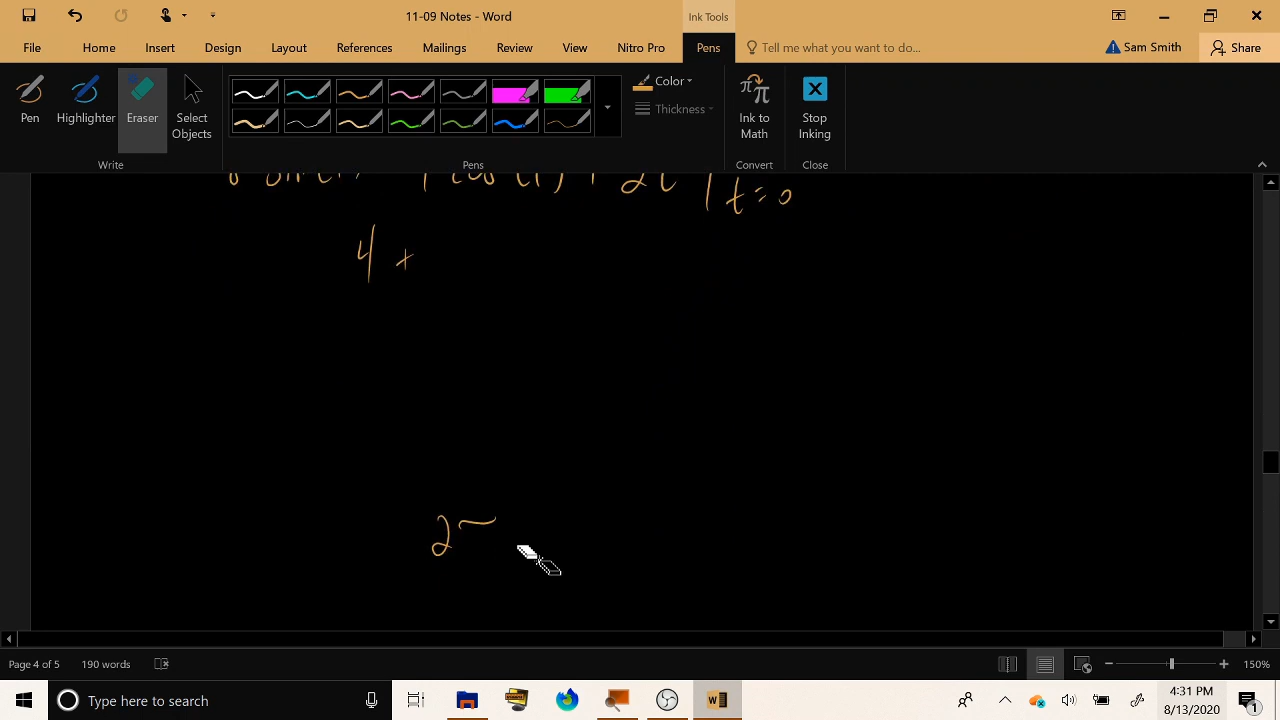 11-09 Notes - Word
Ink Tools
File Home Insert Design Layout References Mailings Review View Nitro Pro Pens Tell me what you want to do... Sam Smith Share
Pen Highlighter Eraser Select Objects Color Thickness Ink to Math Stop Inking
Write Pens Convert Close
t=0
4 +
2
Page 4 of 5 190 words 150%
Type here to search
4:31 PM
8/13/2020
1